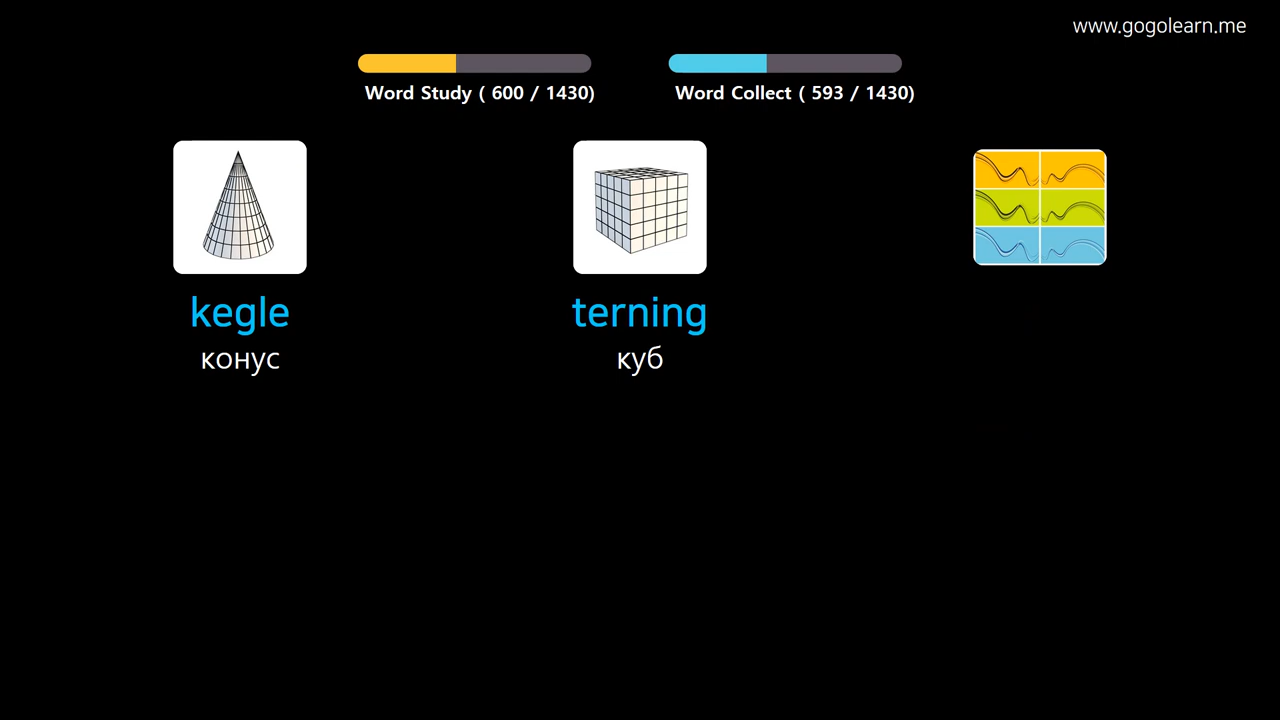 www.gogolearn.me
Word Study ( 600 / 1430)
Word Collect ( 593 / 1430)
kegle
terning
конус
куб